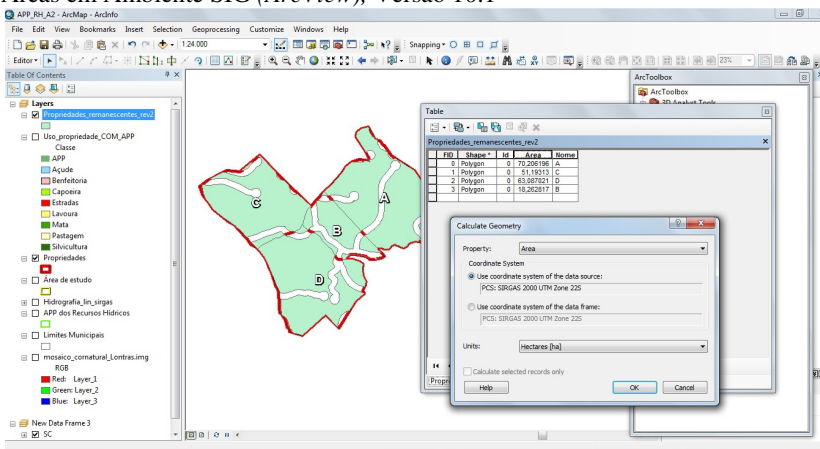 Áreas em Ambiente SIG (ArcView), Versão 10.1
APP_RH_A2 - ArcMap - ArcInfo
File Edit View Bookmarks Insert Selection Geoprocessing Customize Windows Help
1:24.000
Snapping
Editor
23%
Table Of Contents
Layers
Propriedades_remanescentes_rev2
Uso_propriedade_COM_APP
Classe
APP
Açude
Benfeitoria
Capoeira
Estradas
Lavoura
Mata
Pastagem
Silvicultura
Propriedades
Área de estudo
Hidrografia_lin_sirgas
APP dos Recursos Hídricos
Limites Municipais
mosaico_cornatural_Lontras.img
RGB
Red: Layer_1
Green: Layer_2
Blue: Layer_3
New Data Frame 3
SC
C
A
B
D
ArcToolbox
ArcToolbox
3D Analyst Tools
Table
Propriedades_remanescentes_rev2
FID Shape * Id Area Nome
0 Polygon 0 70,206196 A
1 Polygon 0 51,19313 C
2 Polygon 0 63,087021 D
3 Polygon 0 18,262817 B
Calculate Geometry
Property: Area
Coordinate System
Use coordinate system of the data source:
PCS: SIRGAS 2000 UTM Zone 22S
Use coordinate system of the data frame:
PCS: SIRGAS 2000 UTM Zone 22S
Units: Hectares [ha]
Calculate selected records only
Help OK Cancel